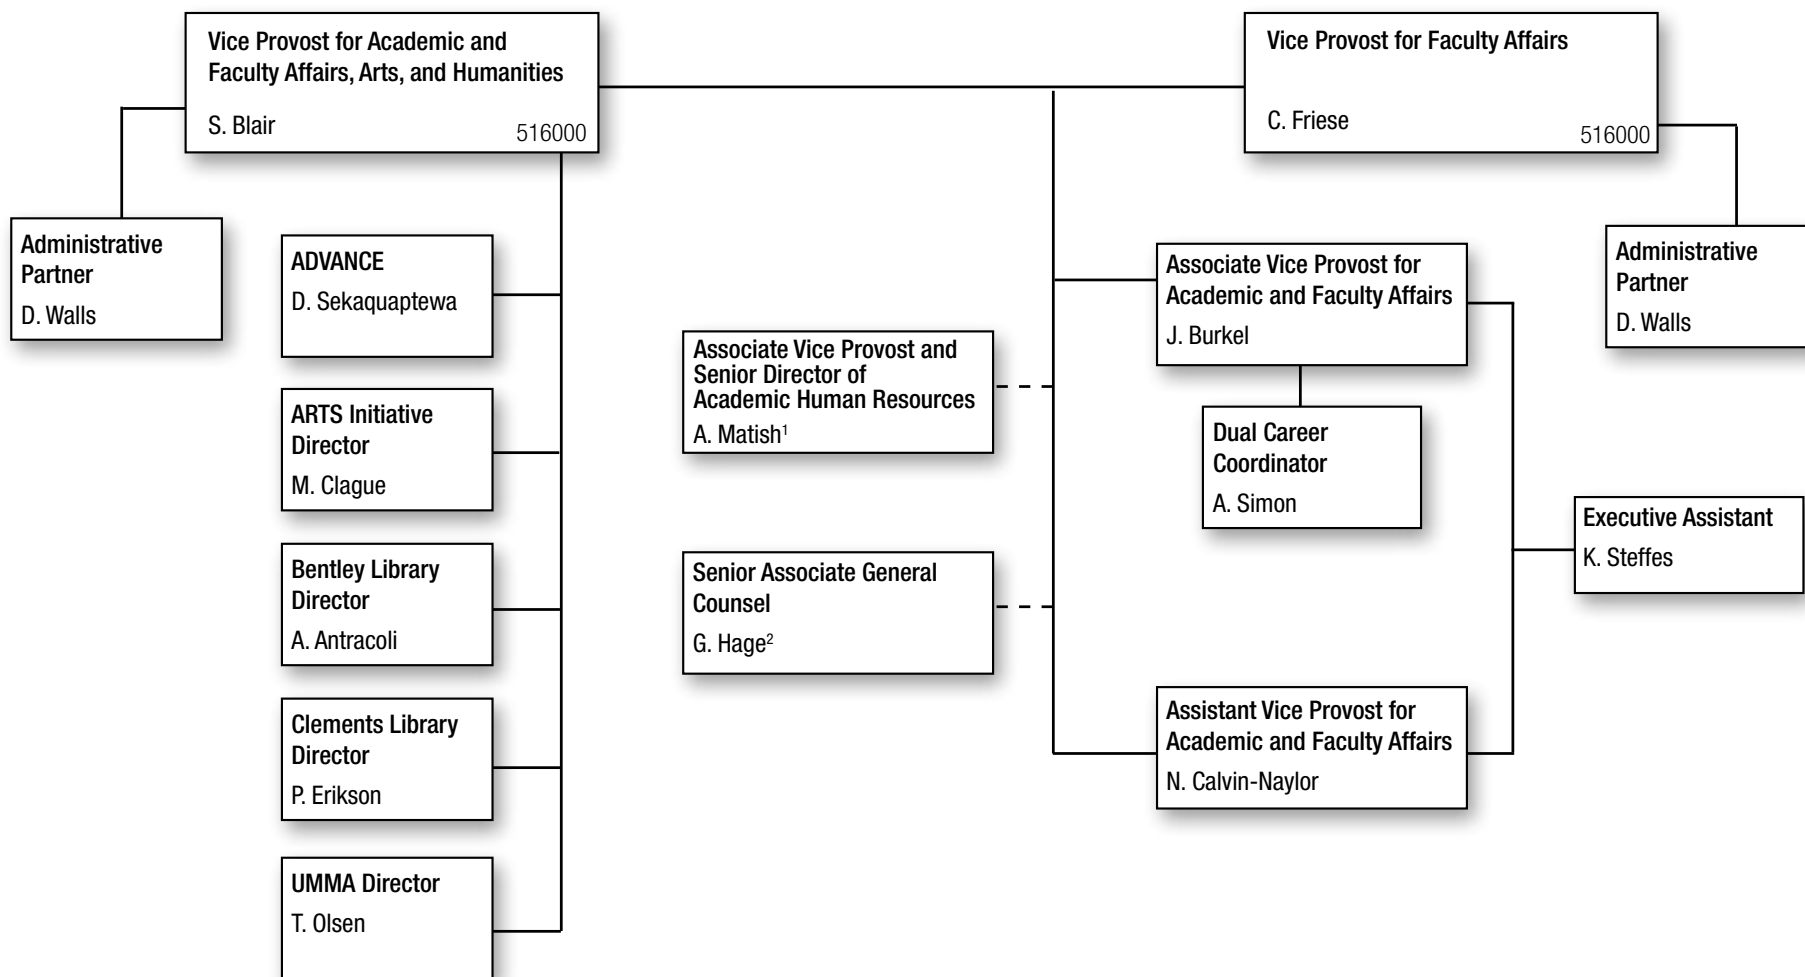 Vice Provost for Academic and
Faculty Affairs, Arts, and Humanities
S. Blair
516000
Vice Provost for Faculty Affairs
C. Friese
516000
Administrative
Partner
D. Walls
ADVANCE
D. Sekaquaptewa
ARTS Initiative
Director
M. Clague
Bentley Library
Director
A. Antracoli
Clements Library
Director
P. Erikson
UMMA Director
T. Olsen
Associate Vice Provost and
Senior Director of
Academic Human Resources
A. Matish¹
Senior Associate General
Counsel
G. Hage²
Associate Vice Provost for
Academic and Faculty Affairs
J. Burkel
Dual Career
Coordinator
A. Simon
Assistant Vice Provost for
Academic and Faculty Affairs
N. Calvin-Naylor
Administrative
Partner
D. Walls
Executive Assistant
K. Steffes